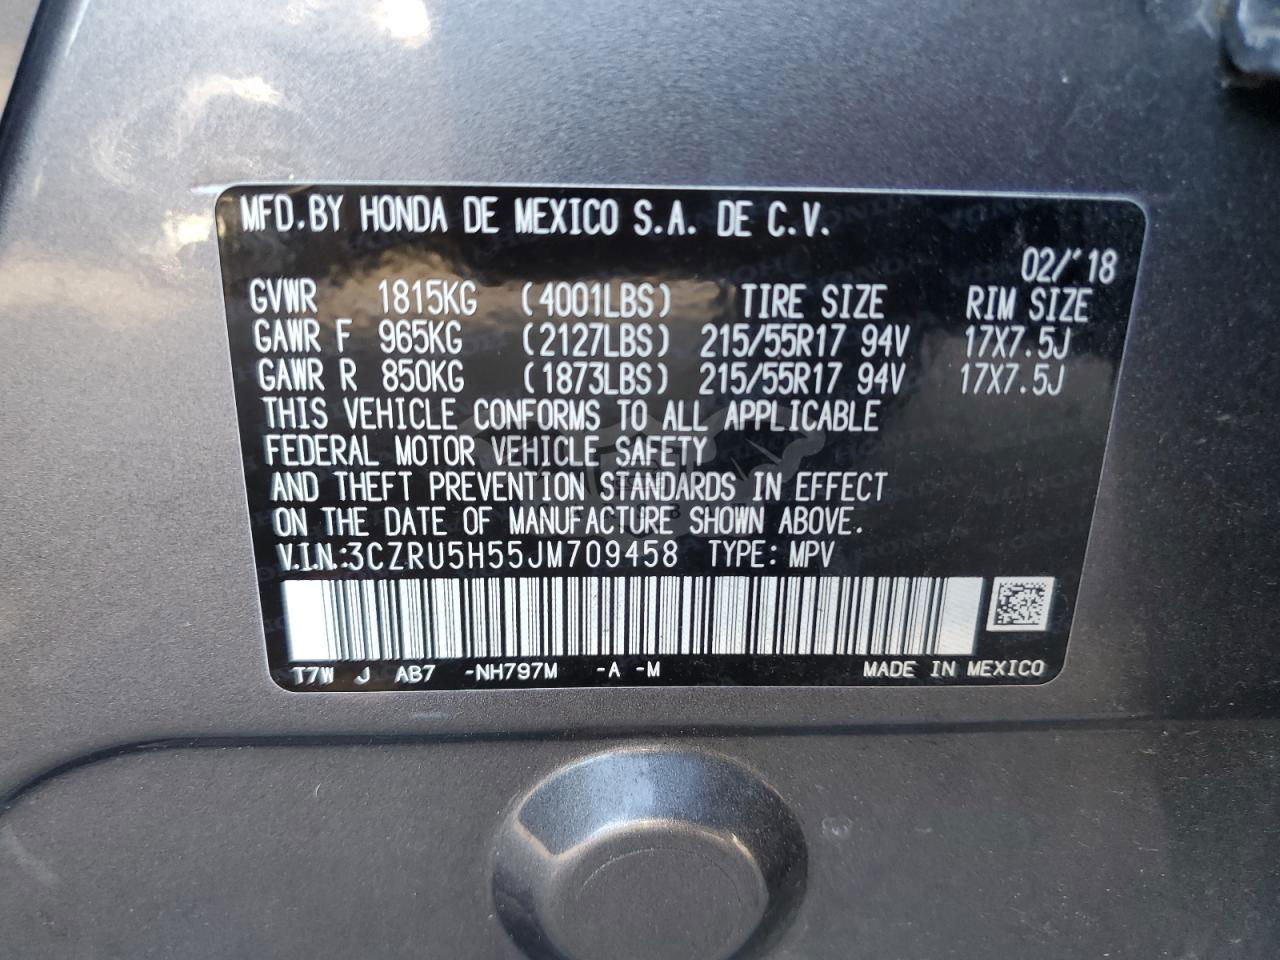 MFD.BY HONDA DE MEXICO S.A. DE C.V.
02/'18
GVWR 1815KG (4001LBS) TIRE SIZE RIM SIZE
GAWR F 965KG (2127LBS) 215/55R17 94V 17X7.5J
GAWR R 850KG (1873LBS) 215/55R17 94V 17X7.5J
THIS VEHICLE CONFORMS TO ALL APPLICABLE
FEDERAL MOTOR VEHICLE SAFETY
AND THEFT PREVENTION STANDARDS IN EFFECT
ON THE DATE OF MANUFACTURE SHOWN ABOVE.
V.I.N.:3CZRU5H55JM709458 TYPE: MPV
T7W J AB7 -NH797M -A -M MADE IN MEXICO